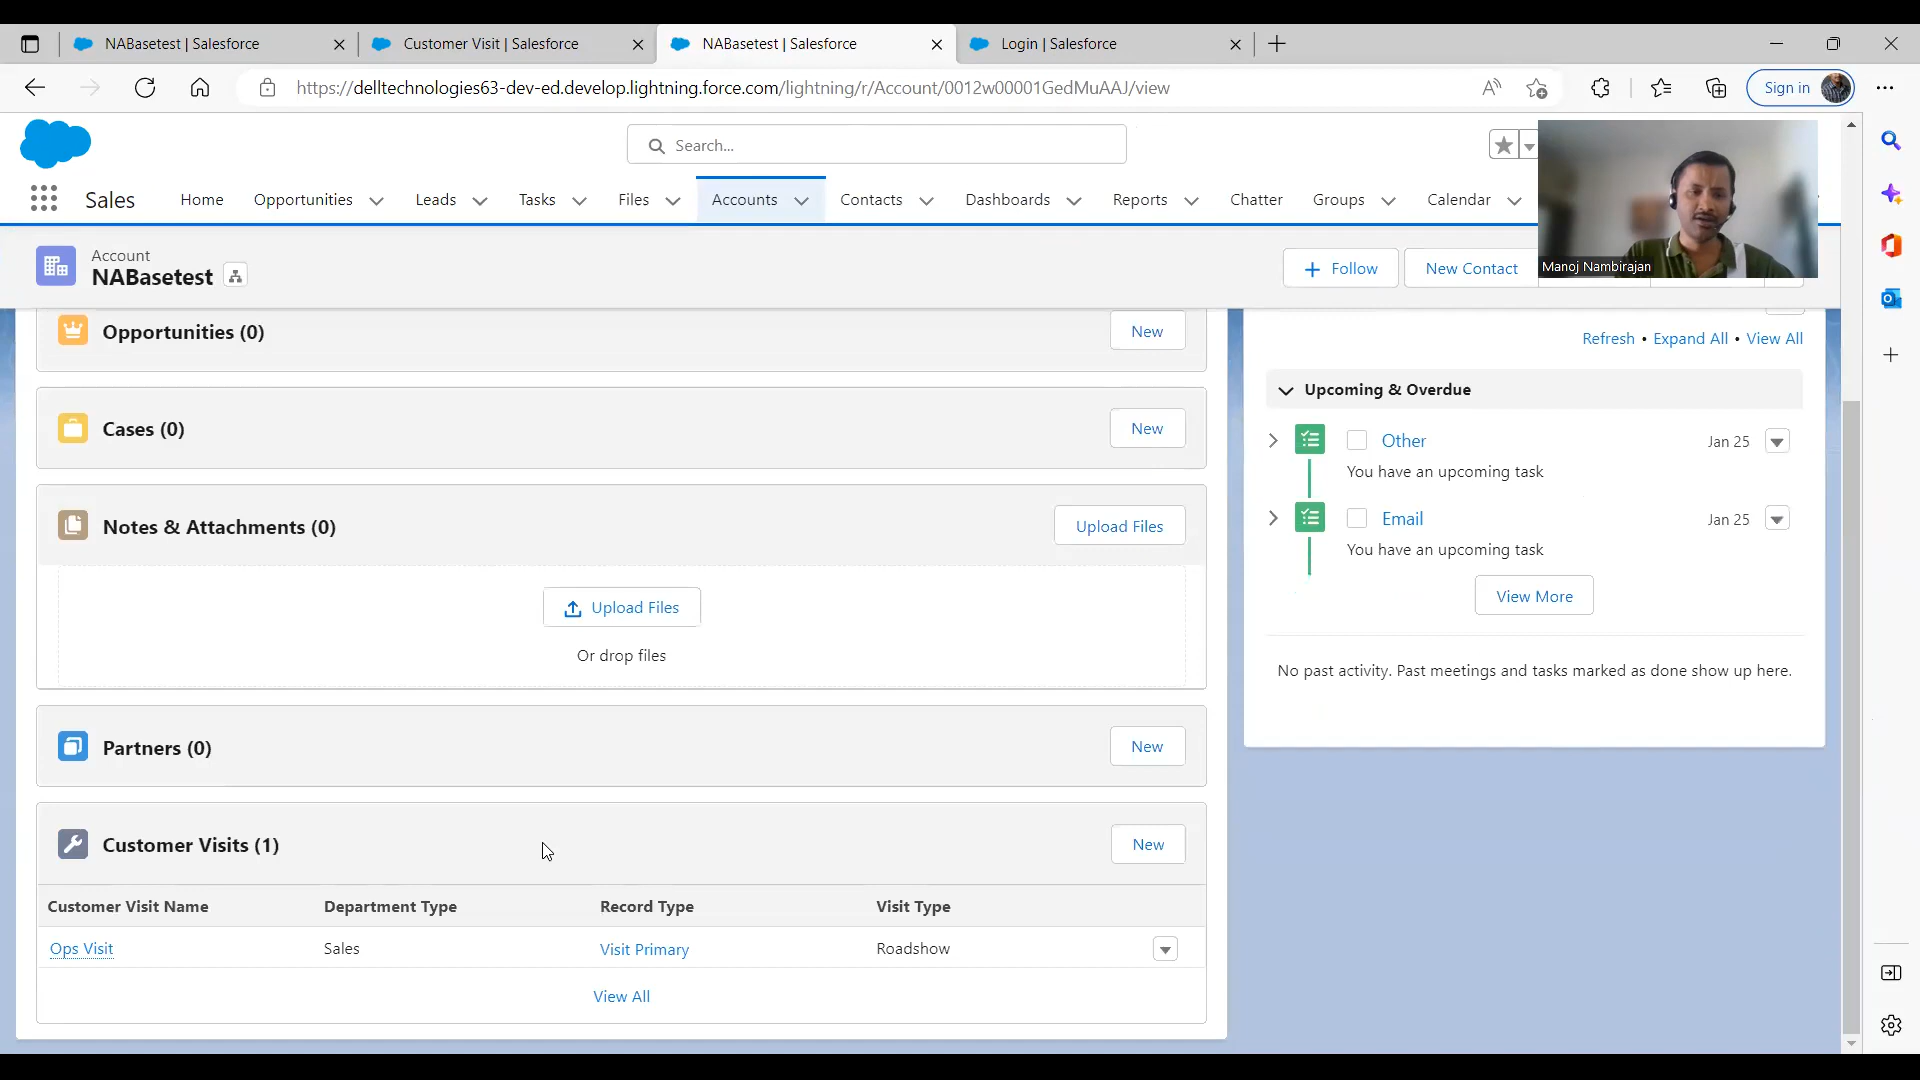 NABasetest | Salesforce
Customer Visit | Salesforce
NABasetest | Salesforce
Login | Salesforce
https://delltechnologies63-dev-ed.develop.lightning.force.com/lightning/r/Account/0012w00001GedMuAAJ/view
Sign in
Search...
Sales
Home
Opportunities
Leads
Tasks
Files
Accounts
Contacts
Dashboards
Reports
Chatter
Groups
Calendar
Manoj Nambirajan
Account
NABasetest
Follow
New Contact
Opportunities (0)
New
Cases (0)
New
Notes & Attachments (0)
Upload Files
Upload Files
Or drop files
Partners (0)
New
Customer Visits (1)
New
Customer Visit Name Department Type Record Type Visit Type
Ops Visit Sales Visit Primary Roadshow
View All
Refresh • Expand All • View All
Upcoming & Overdue
Other Jan 25
You have an upcoming task
Email Jan 25
You have an upcoming task
View More
No past activity. Past meetings and tasks marked as done show up here.